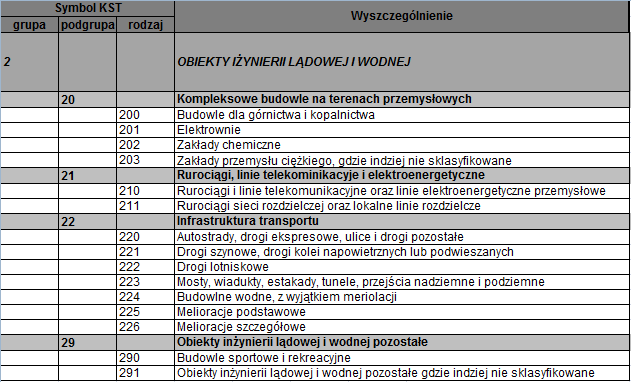 Symbol KST Wyszczególnienie
grupa podgrupa rodzaj
2 OBIEKTY IŻYNIERII LĄDOWEJ I WODNEJ
20 Kompleksowe budowle na terenach przemysłowych
200 Budowle dla górnictwa i kopalnictwa
201 Elektrownie
202 Zakłady chemiczne
203 Zakłady przemysłu ciężkiego, gdzie indziej nie sklasyfikowane
21 Rurociągi, linie telekominikacyje i elektroenergetyczne
210 Rurociągi i linie telekomunikacyjne oraz linie elektroenergetyczne przemysłowe
211 Rurociągi sieci rozdzielczej oraz lokalne linie rozdzielcze
22 Infrastruktura transportu
220 Autostrady, drogi ekspresowe, ulice i drogi pozostałe
221 Drogi szynowe, drogi kolei napowietrznych lub podwieszanych
222 Drogi lotniskowe
223 Mosty, wiadukty, estakady, tunele, przejścia nadziemne i podziemne
224 Budowlne wodne, z wyjątkiem meriolacji
225 Melioracje podstawowe
226 Melioracje szczegółowe
29 Obiekty inżynierii lądowej i wodnej pozostałe
290 Budowle sportowe i rekreacyjne
291 Obiekty inżynierii lądowej i wodnej pozostałe gdzie indziej nie sklasyfikowane